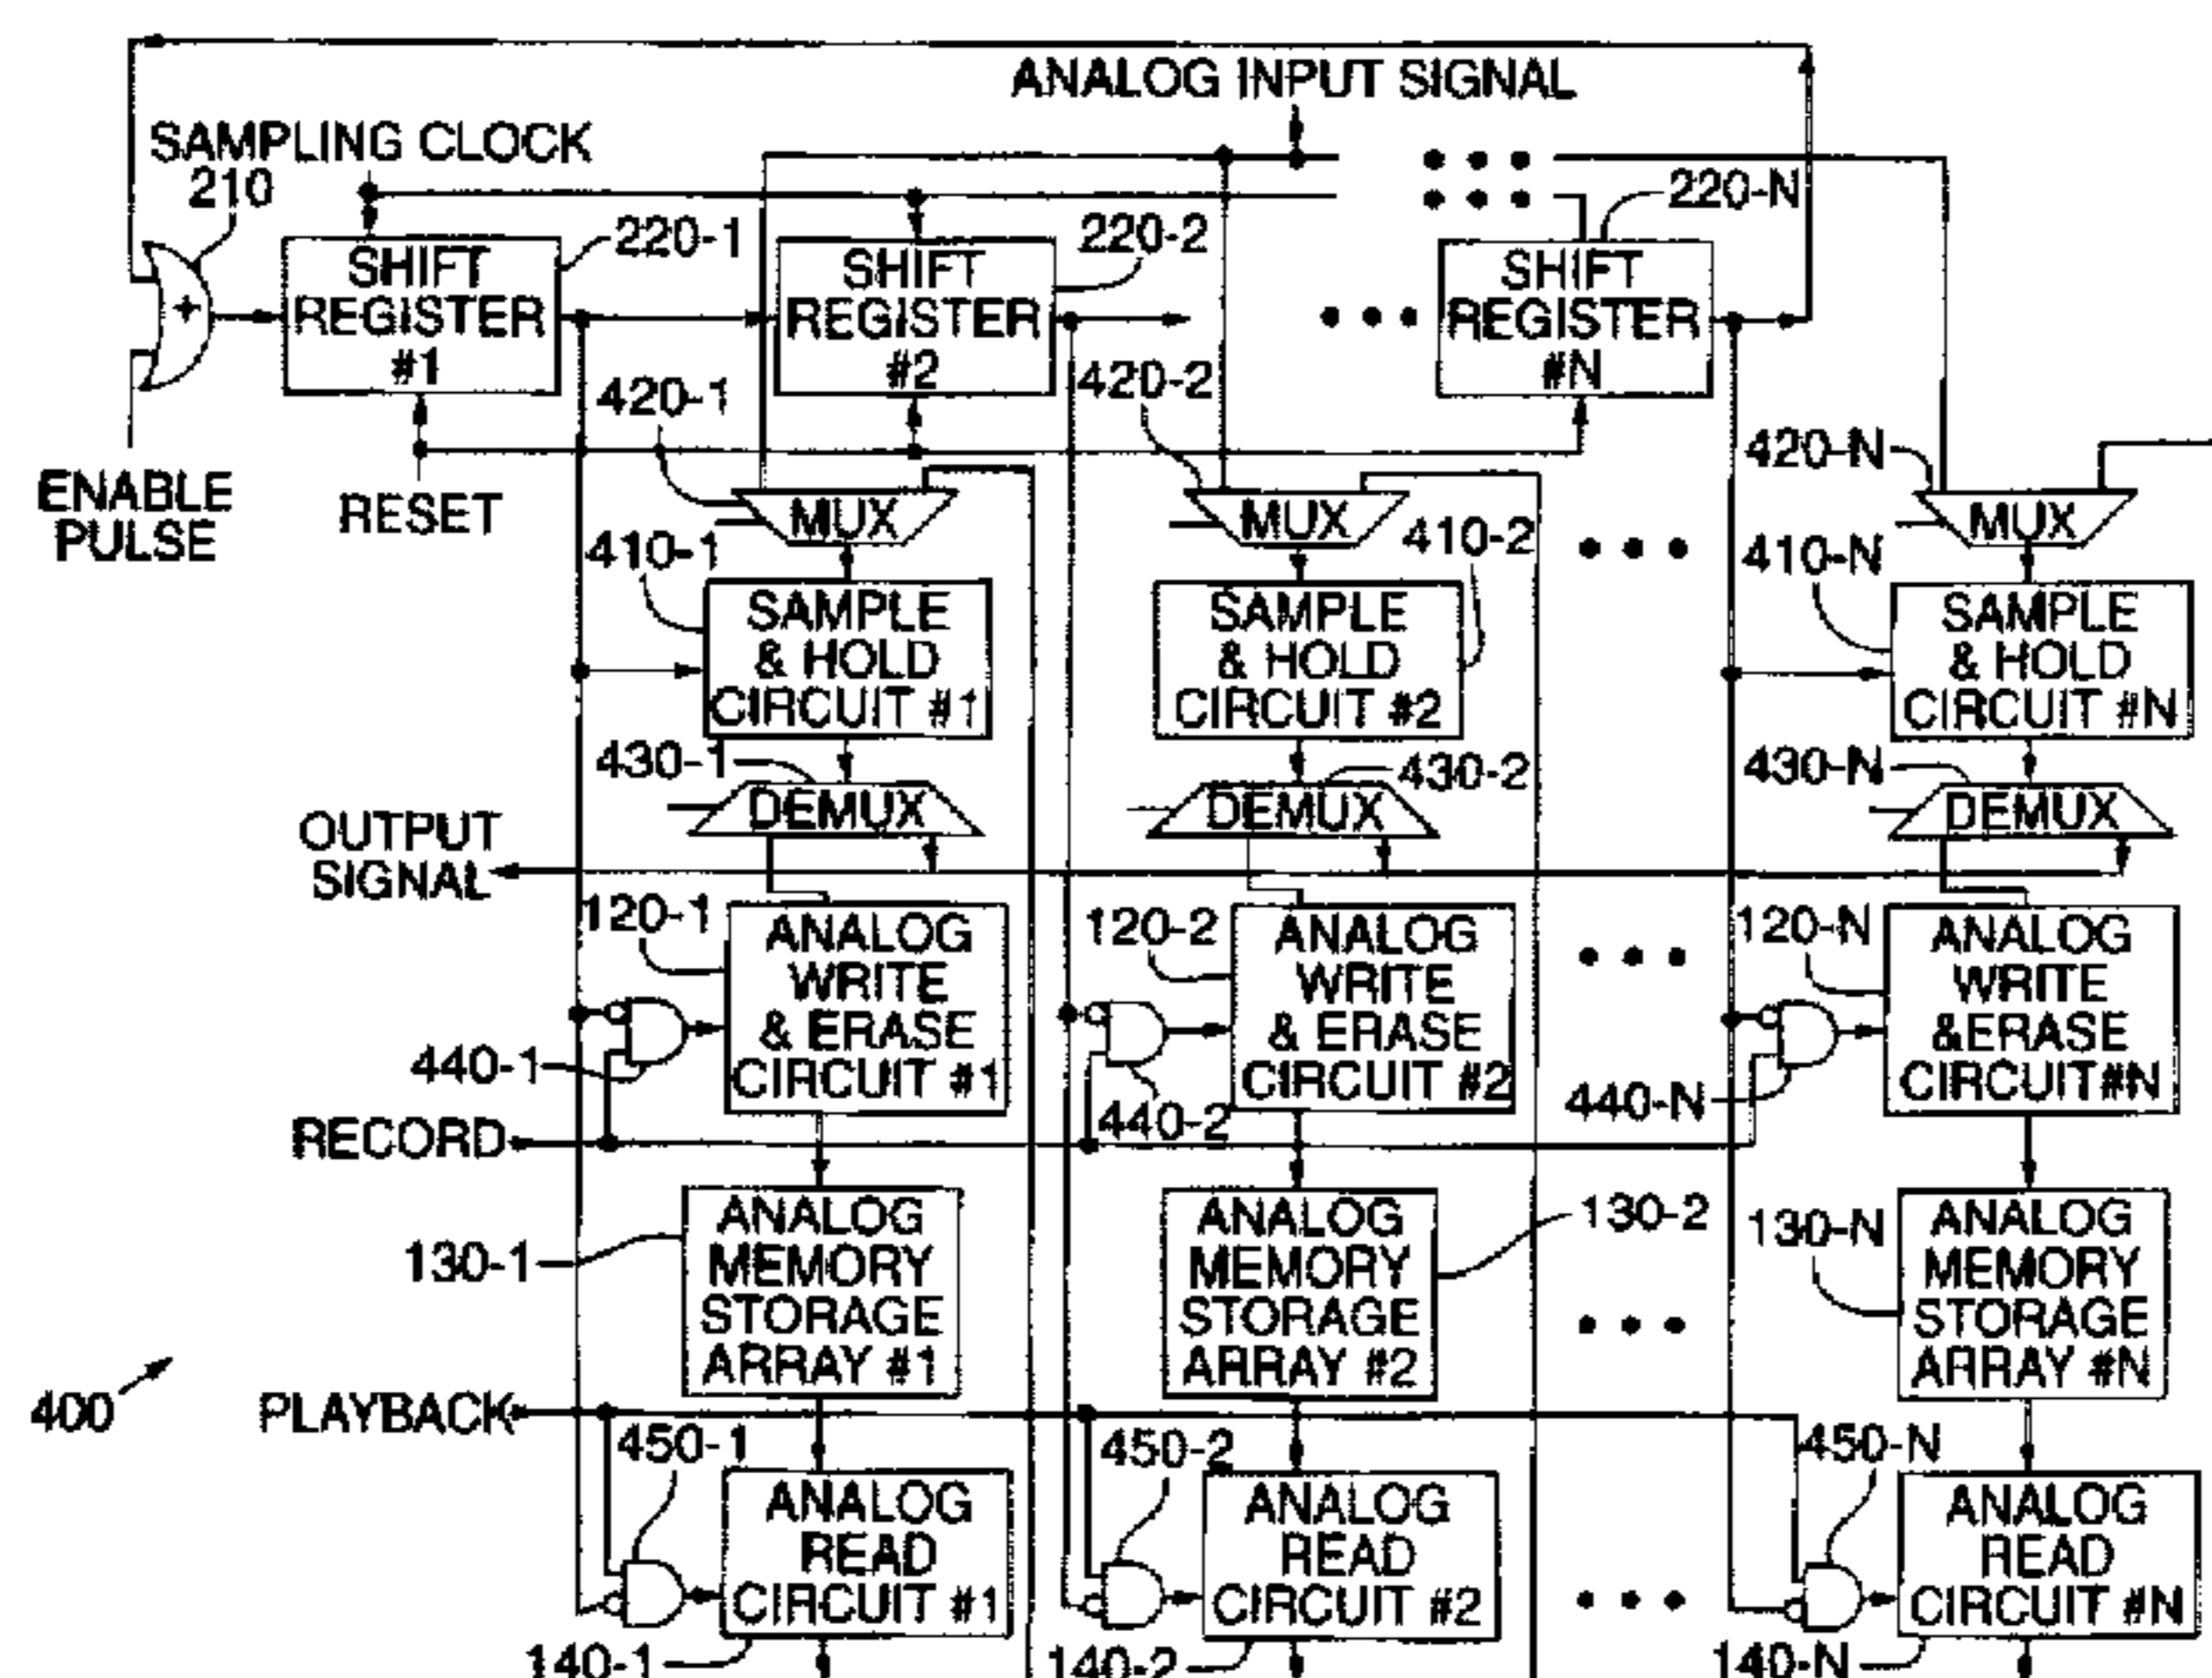 ANALOG INPUT SIGNAL
SAMPLING CLOCK
210
220-1
220-2
220-N
SHIFT
REGISTER
#1
SHIFT
REGISTER
#2
SHIFT
REGISTER
#N
+
ENABLE
PULSE
RESET
420-1
420-2
420-N
MUX
MUX
MUX
410-1
410-2
410-N
SAMPLE
& HOLD
CIRCUIT #1
SAMPLE
& HOLD
CIRCUIT #2
SAMPLE
& HOLD
CIRCUIT #N
430-1
430-2
430-N
DEMUX
DEMUX
DEMUX
OUTPUT
SIGNAL
120-1
120-2
120-N
ANALOG
WRITE
& ERASE
CIRCUIT #1
ANALOG
WRITE
& ERASE
CIRCUIT #2
ANALOG
WRITE
&ERASE
CIRCUIT#N
440-1
440-2
440-N
RECORD
130-1
130-2
130-N
ANALOG
MEMORY
STORAGE
ARRAY #1
ANALOG
MEMORY
STORAGE
ARRAY #2
ANALOG
MEMORY
STORAGE
ARRAY #N
400
PLAYBACK
450-1
450-2
450-N
ANALOG
READ
CIRCUIT #1
ANALOG
READ
CIRCUIT #2
ANALOG
READ
CIRCUIT #N
140-1
140-2
140-N